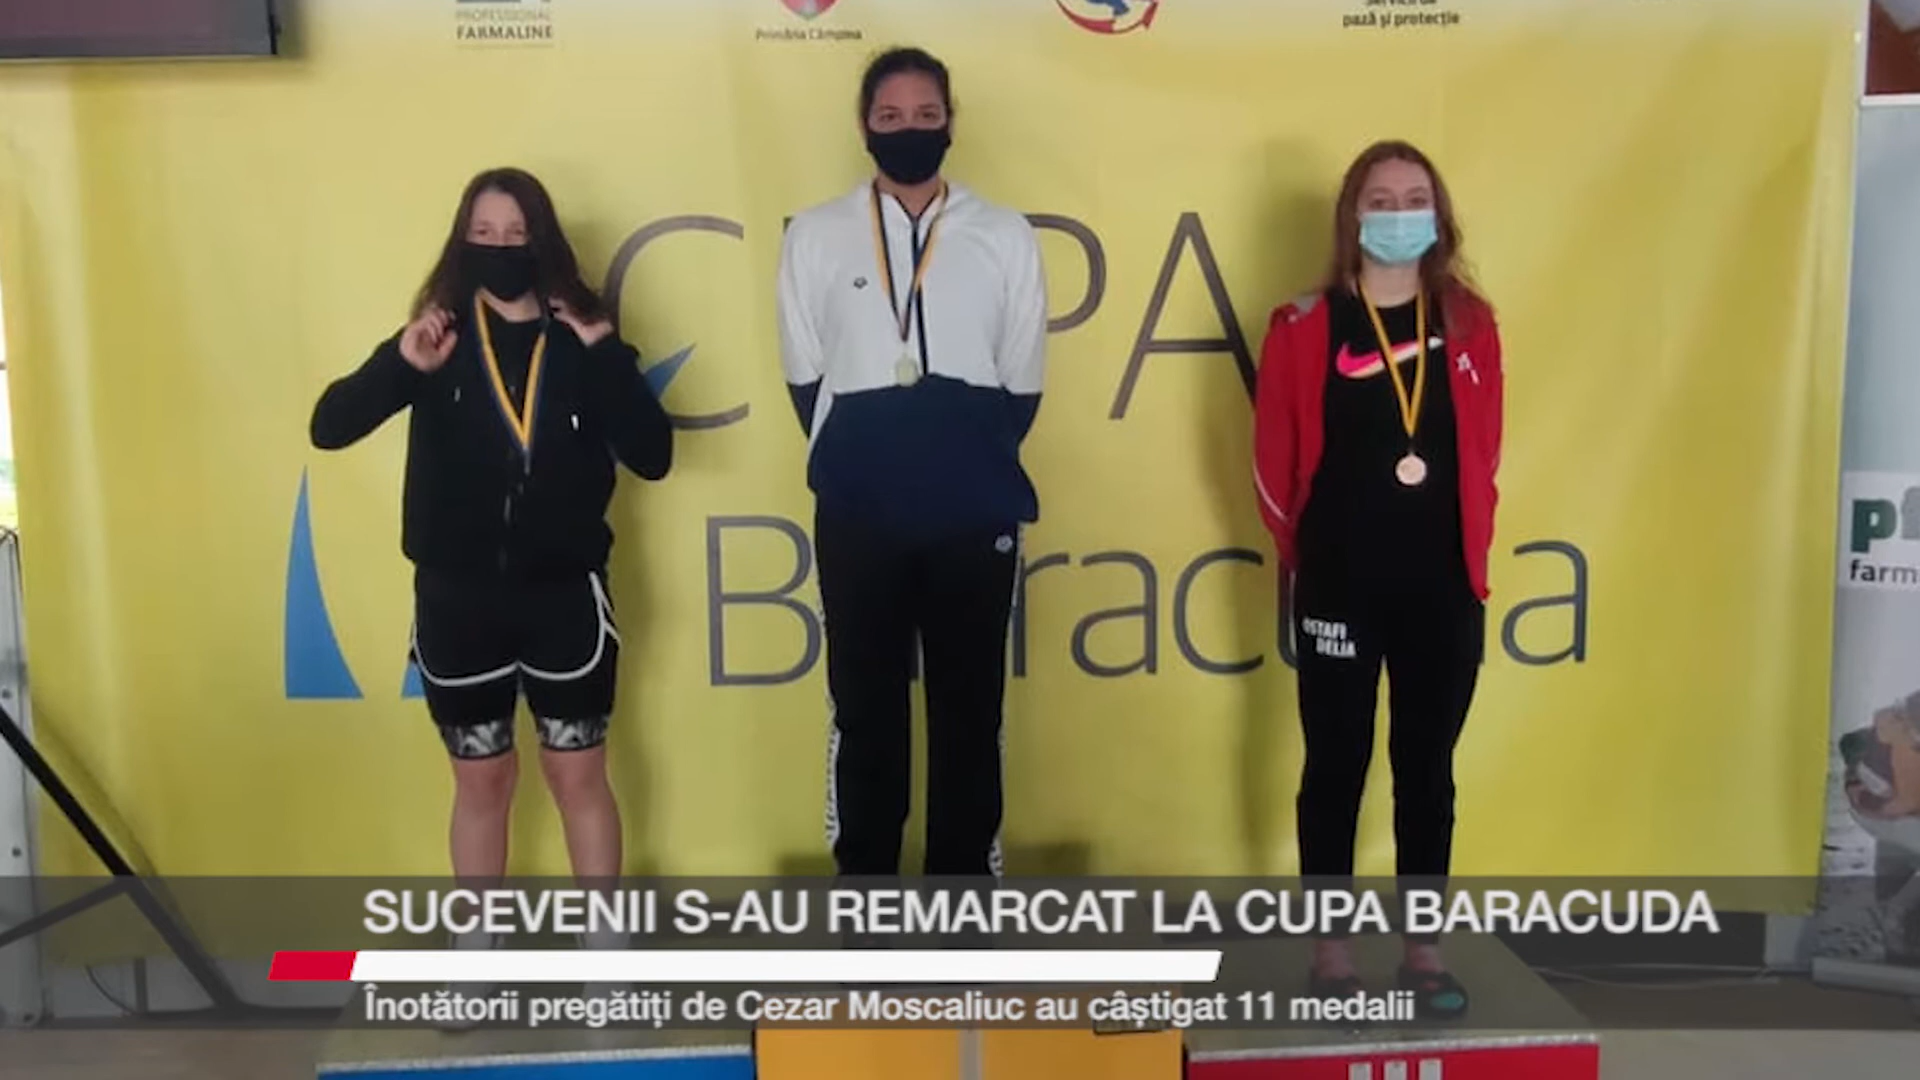 PROFESSIONAL
FARMALINE
Primăria Câmpina
pază și protecție
CUPA
Baracuda
OSTAFI
DELIA
farm
SUCEVENII S-AU REMARCAT LA CUPA BARACUDA
Înotătorii pregătiți de Cezar Moscaliuc au câștigat 11 medalii